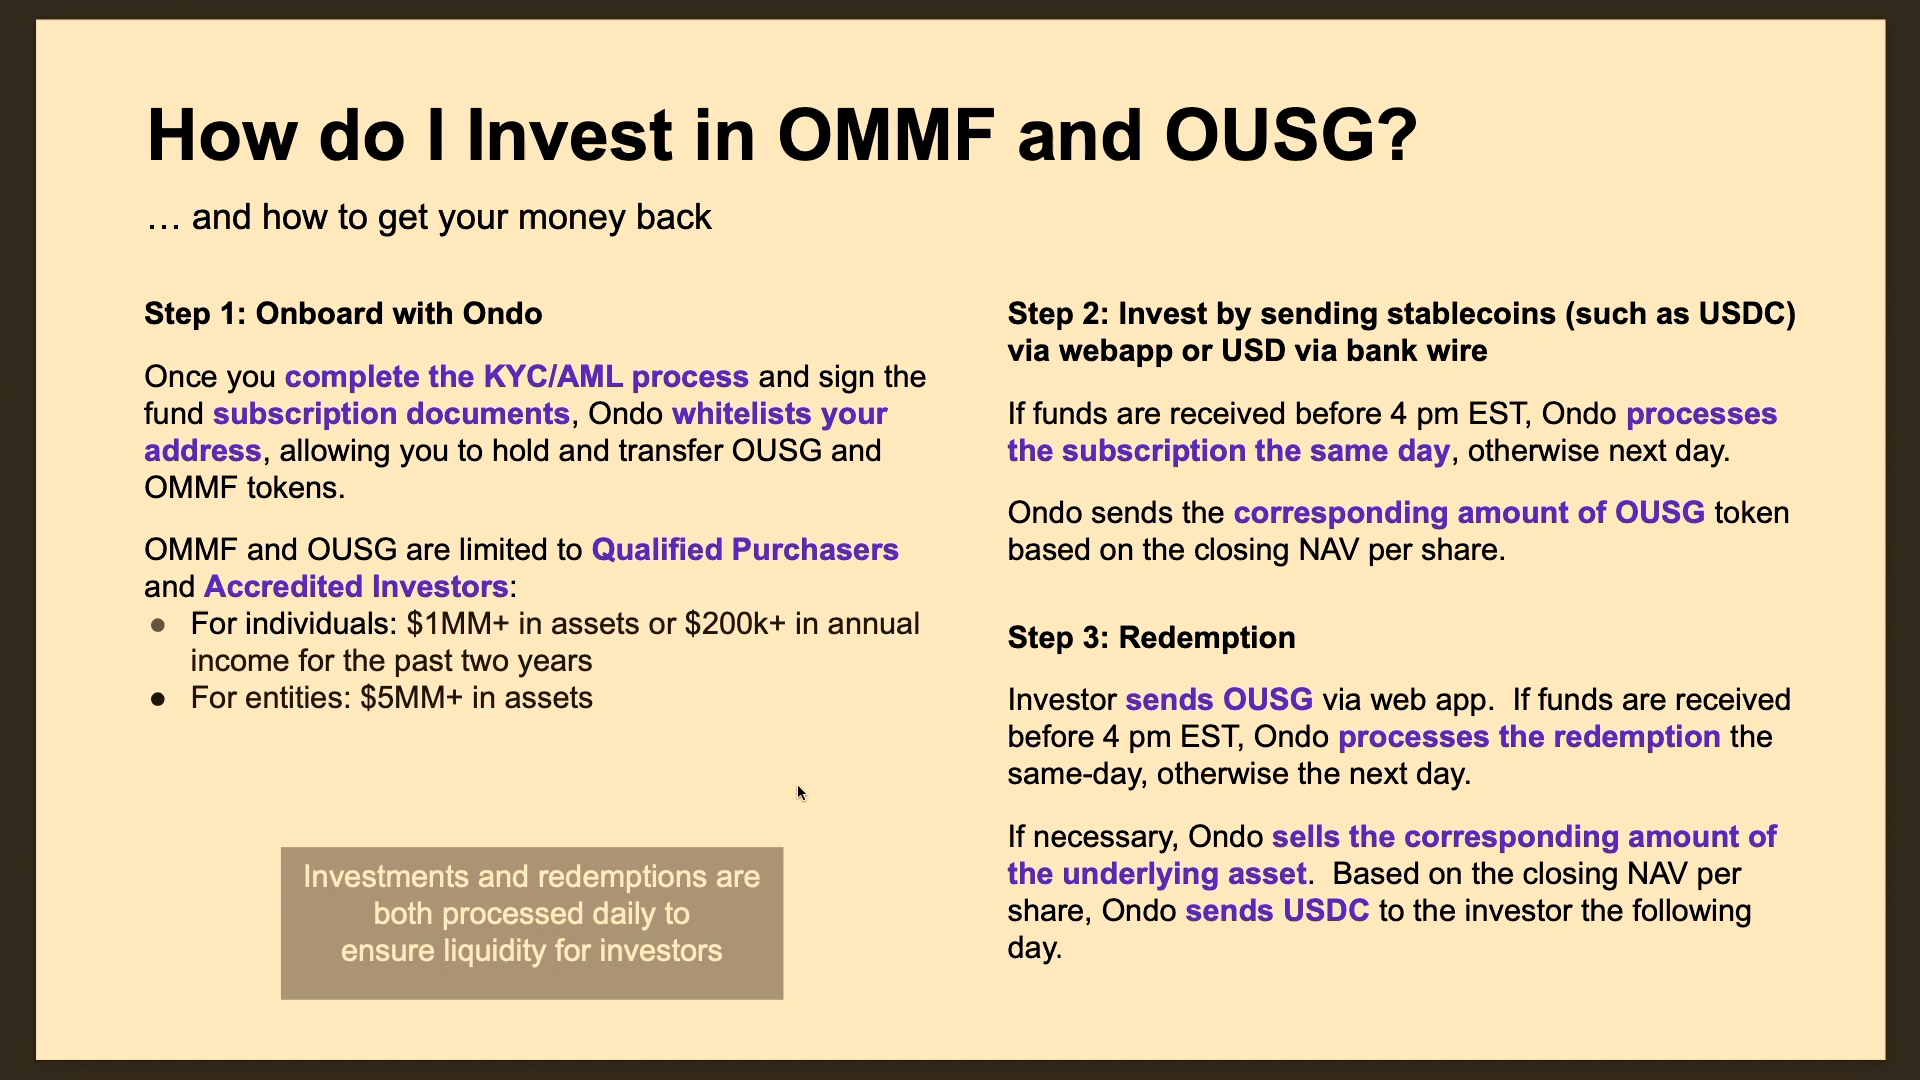 How do I Invest in OMMF and OUSG?
… and how to get your money back
Step 1: Onboard with Ondo
Once you complete the KYC/AML process and sign the
fund subscription documents, Ondo whitelists your
address, allowing you to hold and transfer OUSG and
OMMF tokens.
OMMF and OUSG are limited to Qualified Purchasers
and Accredited Investors:
● For individuals: $1MM+ in assets or $200k+ in annual
income for the past two years
● For entities: $5MM+ in assets
Investments and redemptions are
both processed daily to
ensure liquidity for investors
Step 2: Invest by sending stablecoins (such as USDC)
via webapp or USD via bank wire
If funds are received before 4 pm EST, Ondo processes
the subscription the same day, otherwise next day.
Ondo sends the corresponding amount of OUSG token
based on the closing NAV per share.
Step 3: Redemption
Investor sends OUSG via web app.  If funds are received
before 4 pm EST, Ondo processes the redemption the
same-day, otherwise the next day.
If necessary, Ondo sells the corresponding amount of
the underlying asset.  Based on the closing NAV per
share, Ondo sends USDC to the investor the following
day.